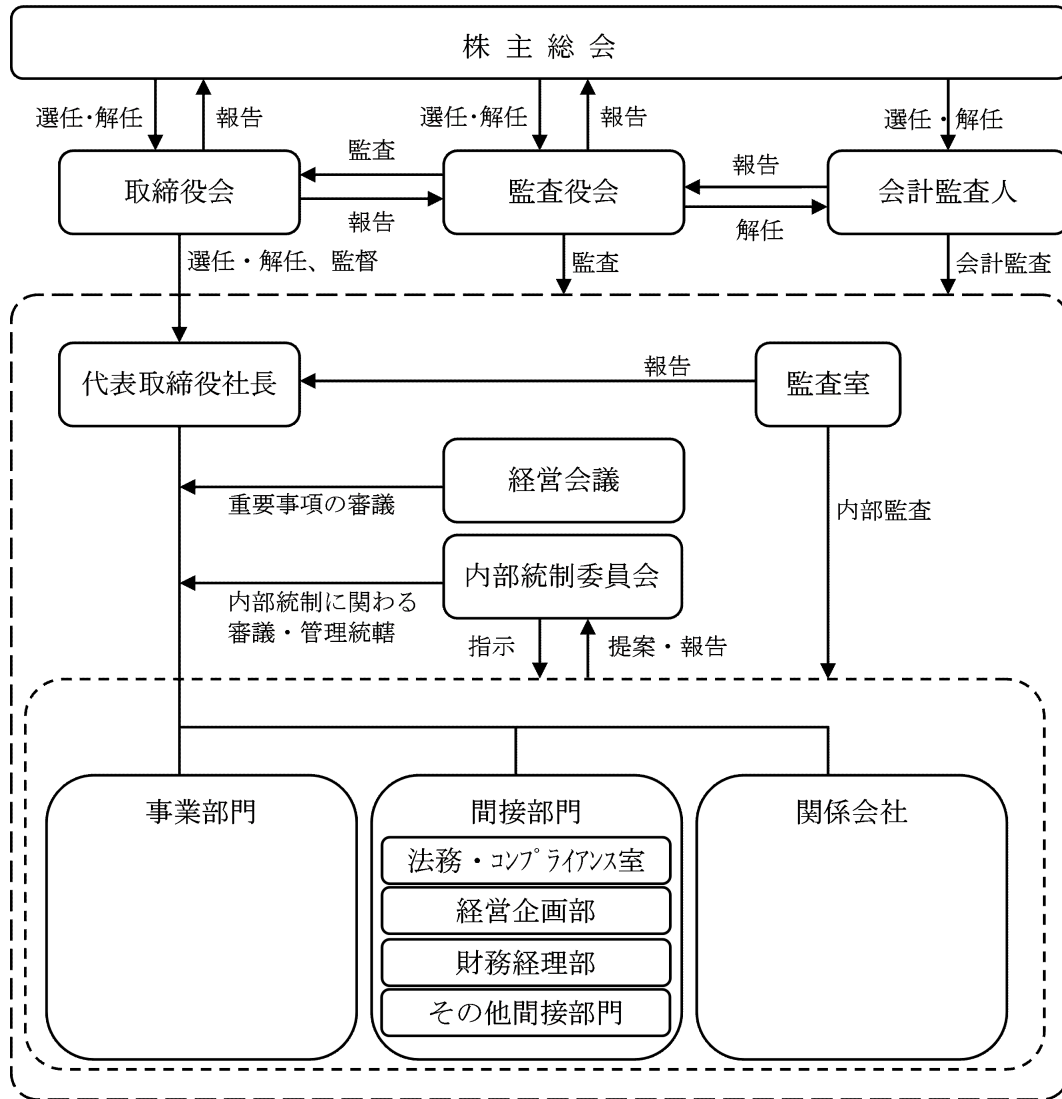 株主総会
選任・解任
報告
選任・解任
報告
選任・解任
取締役会
監査
報告
監査役会
報告
解任
会計監査人
選任・解任、監督
監査
会計監査
代表取締役社長
報告
監査室
経営会議
重要事項の審議
内部監査
内部統制委員会
内部統制に関わる
審議・管理統轄
指示
提案・報告
事業部門
間接部門
関係会社
法務・コンプライアンス室
経営企画部
財務経理部
その他間接部門